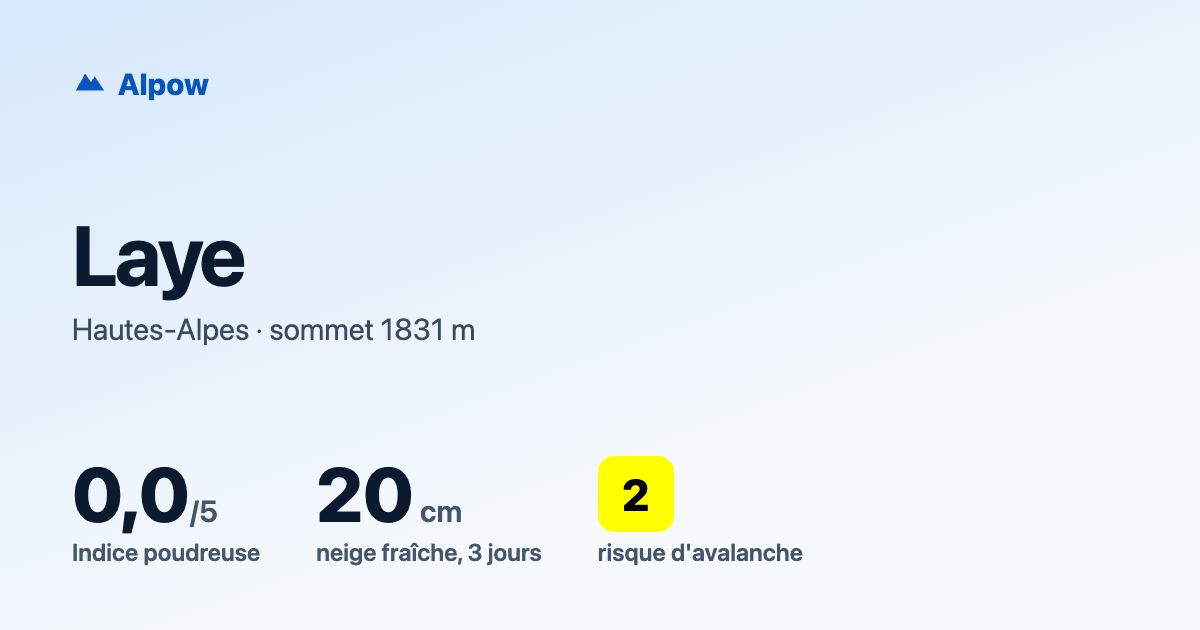 Alpow
Laye
Hautes-Alpes · sommet 1831 m
0,0/5
Indice poudreuse
20 cm
neige fraîche, 3 jours
2
risque d'avalanche